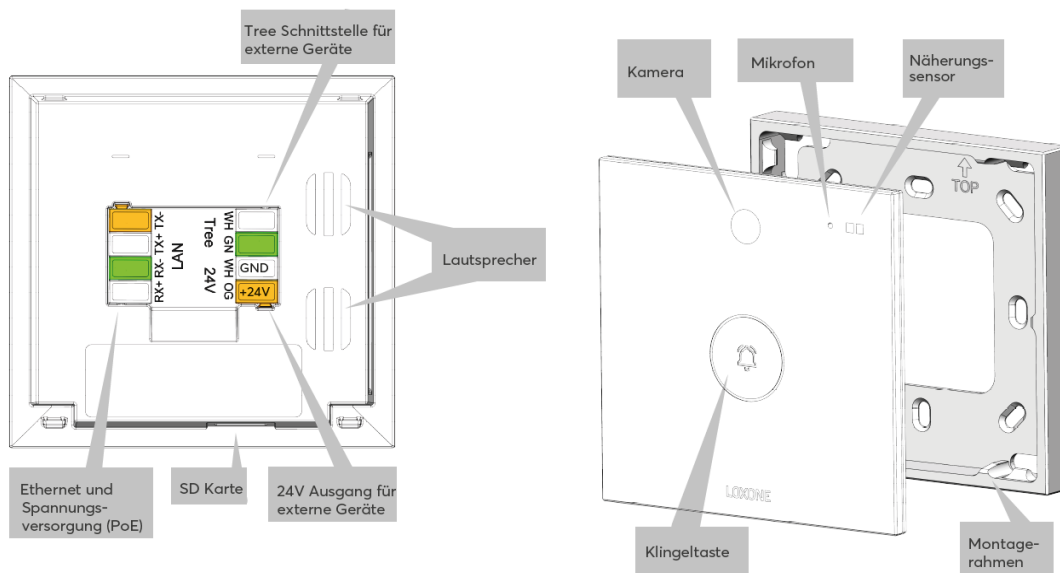 Tree Schnittstelle für
externe Geräte
TX-
TX+
RX-
RX+
LAN
Tree
24V
WH
GN
WH
OG
GND
+24V
Lautsprecher
Ethernet und
Spannungs-
versorgung (PoE)
SD Karte
24V Ausgang für
externe Geräte
Kamera
Mikrofon
Näherungs-
sensor
TOP
LOXONE
Klingeltaste
Montage-
rahmen